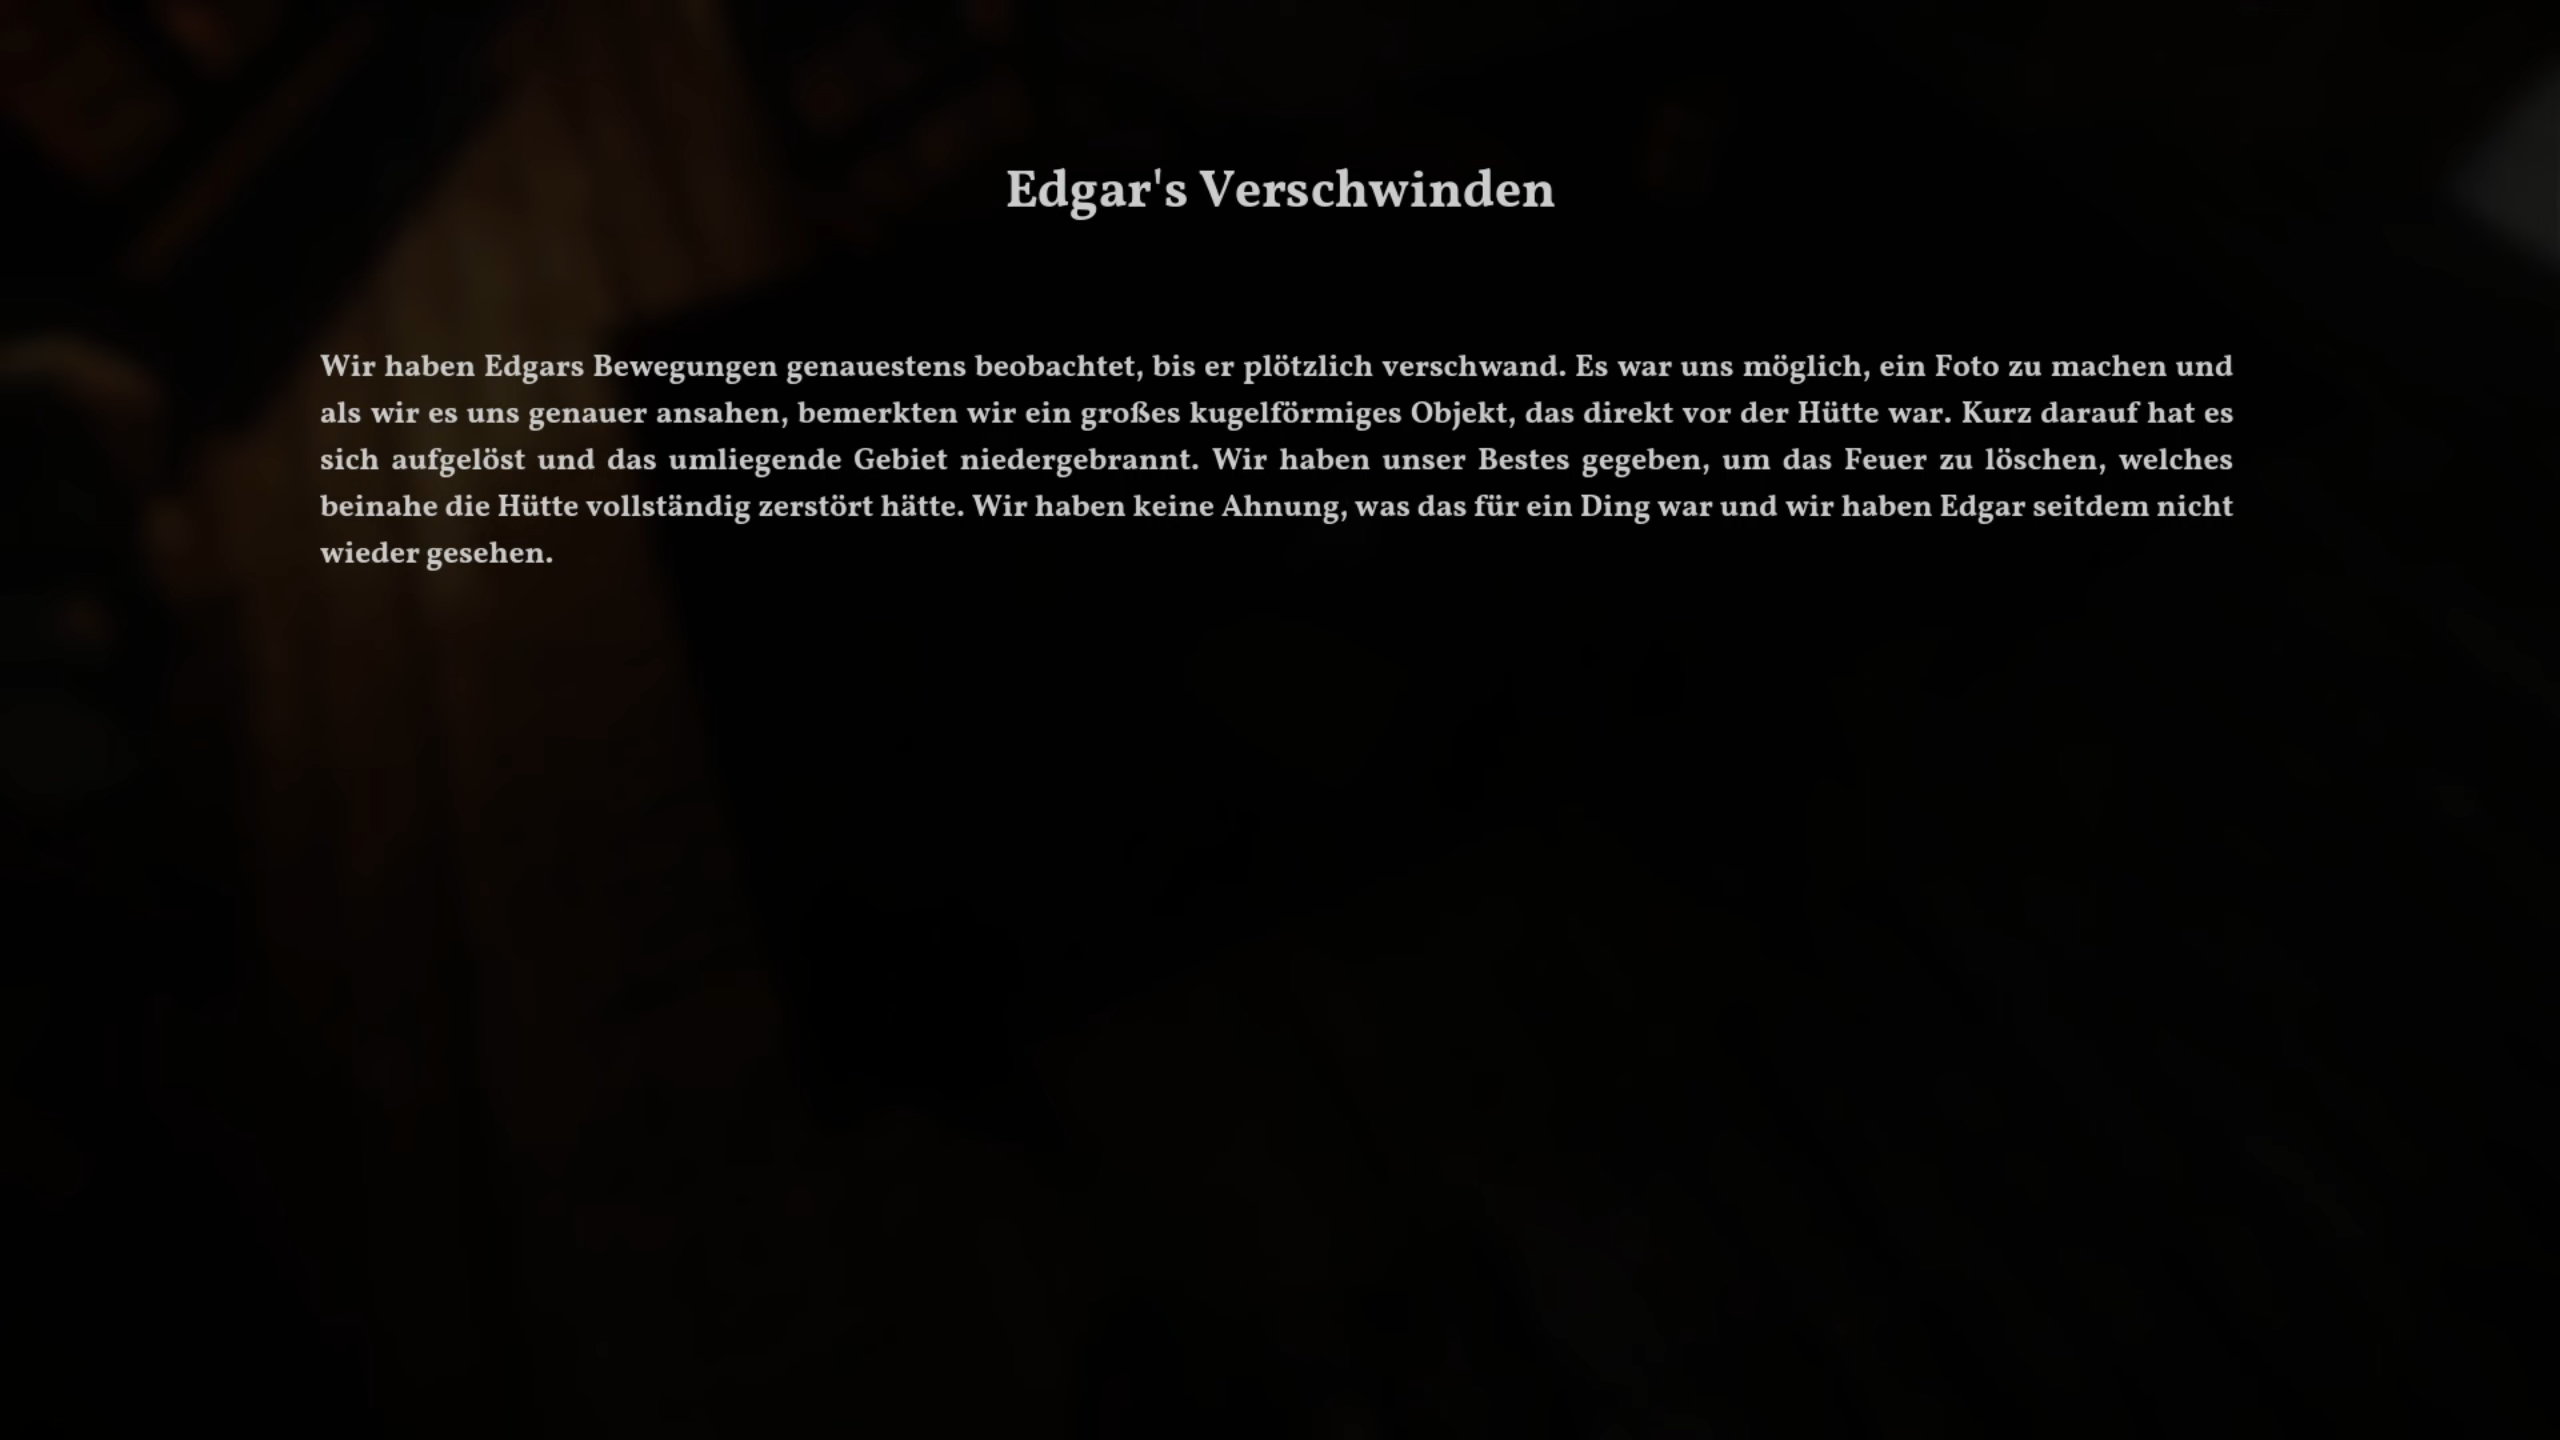 Edgar's Verschwinden
Wir haben Edgars Bewegungen genauestens beobachtet, bis er plötzlich verschwand. Es war uns möglich, ein Foto zu machen und
als wir es uns genauer ansahen, bemerkten wir ein großes kugelförmiges Objekt, das direkt vor der Hütte war. Kurz darauf hat es
sich aufgelöst und das umliegende Gebiet niedergebrannt. Wir haben unser Bestes gegeben, um das Feuer zu löschen, welches
beinahe die Hütte vollständig zerstört hätte. Wir haben keine Ahnung, was das für ein Ding war und wir haben Edgar seitdem nicht
wieder gesehen.